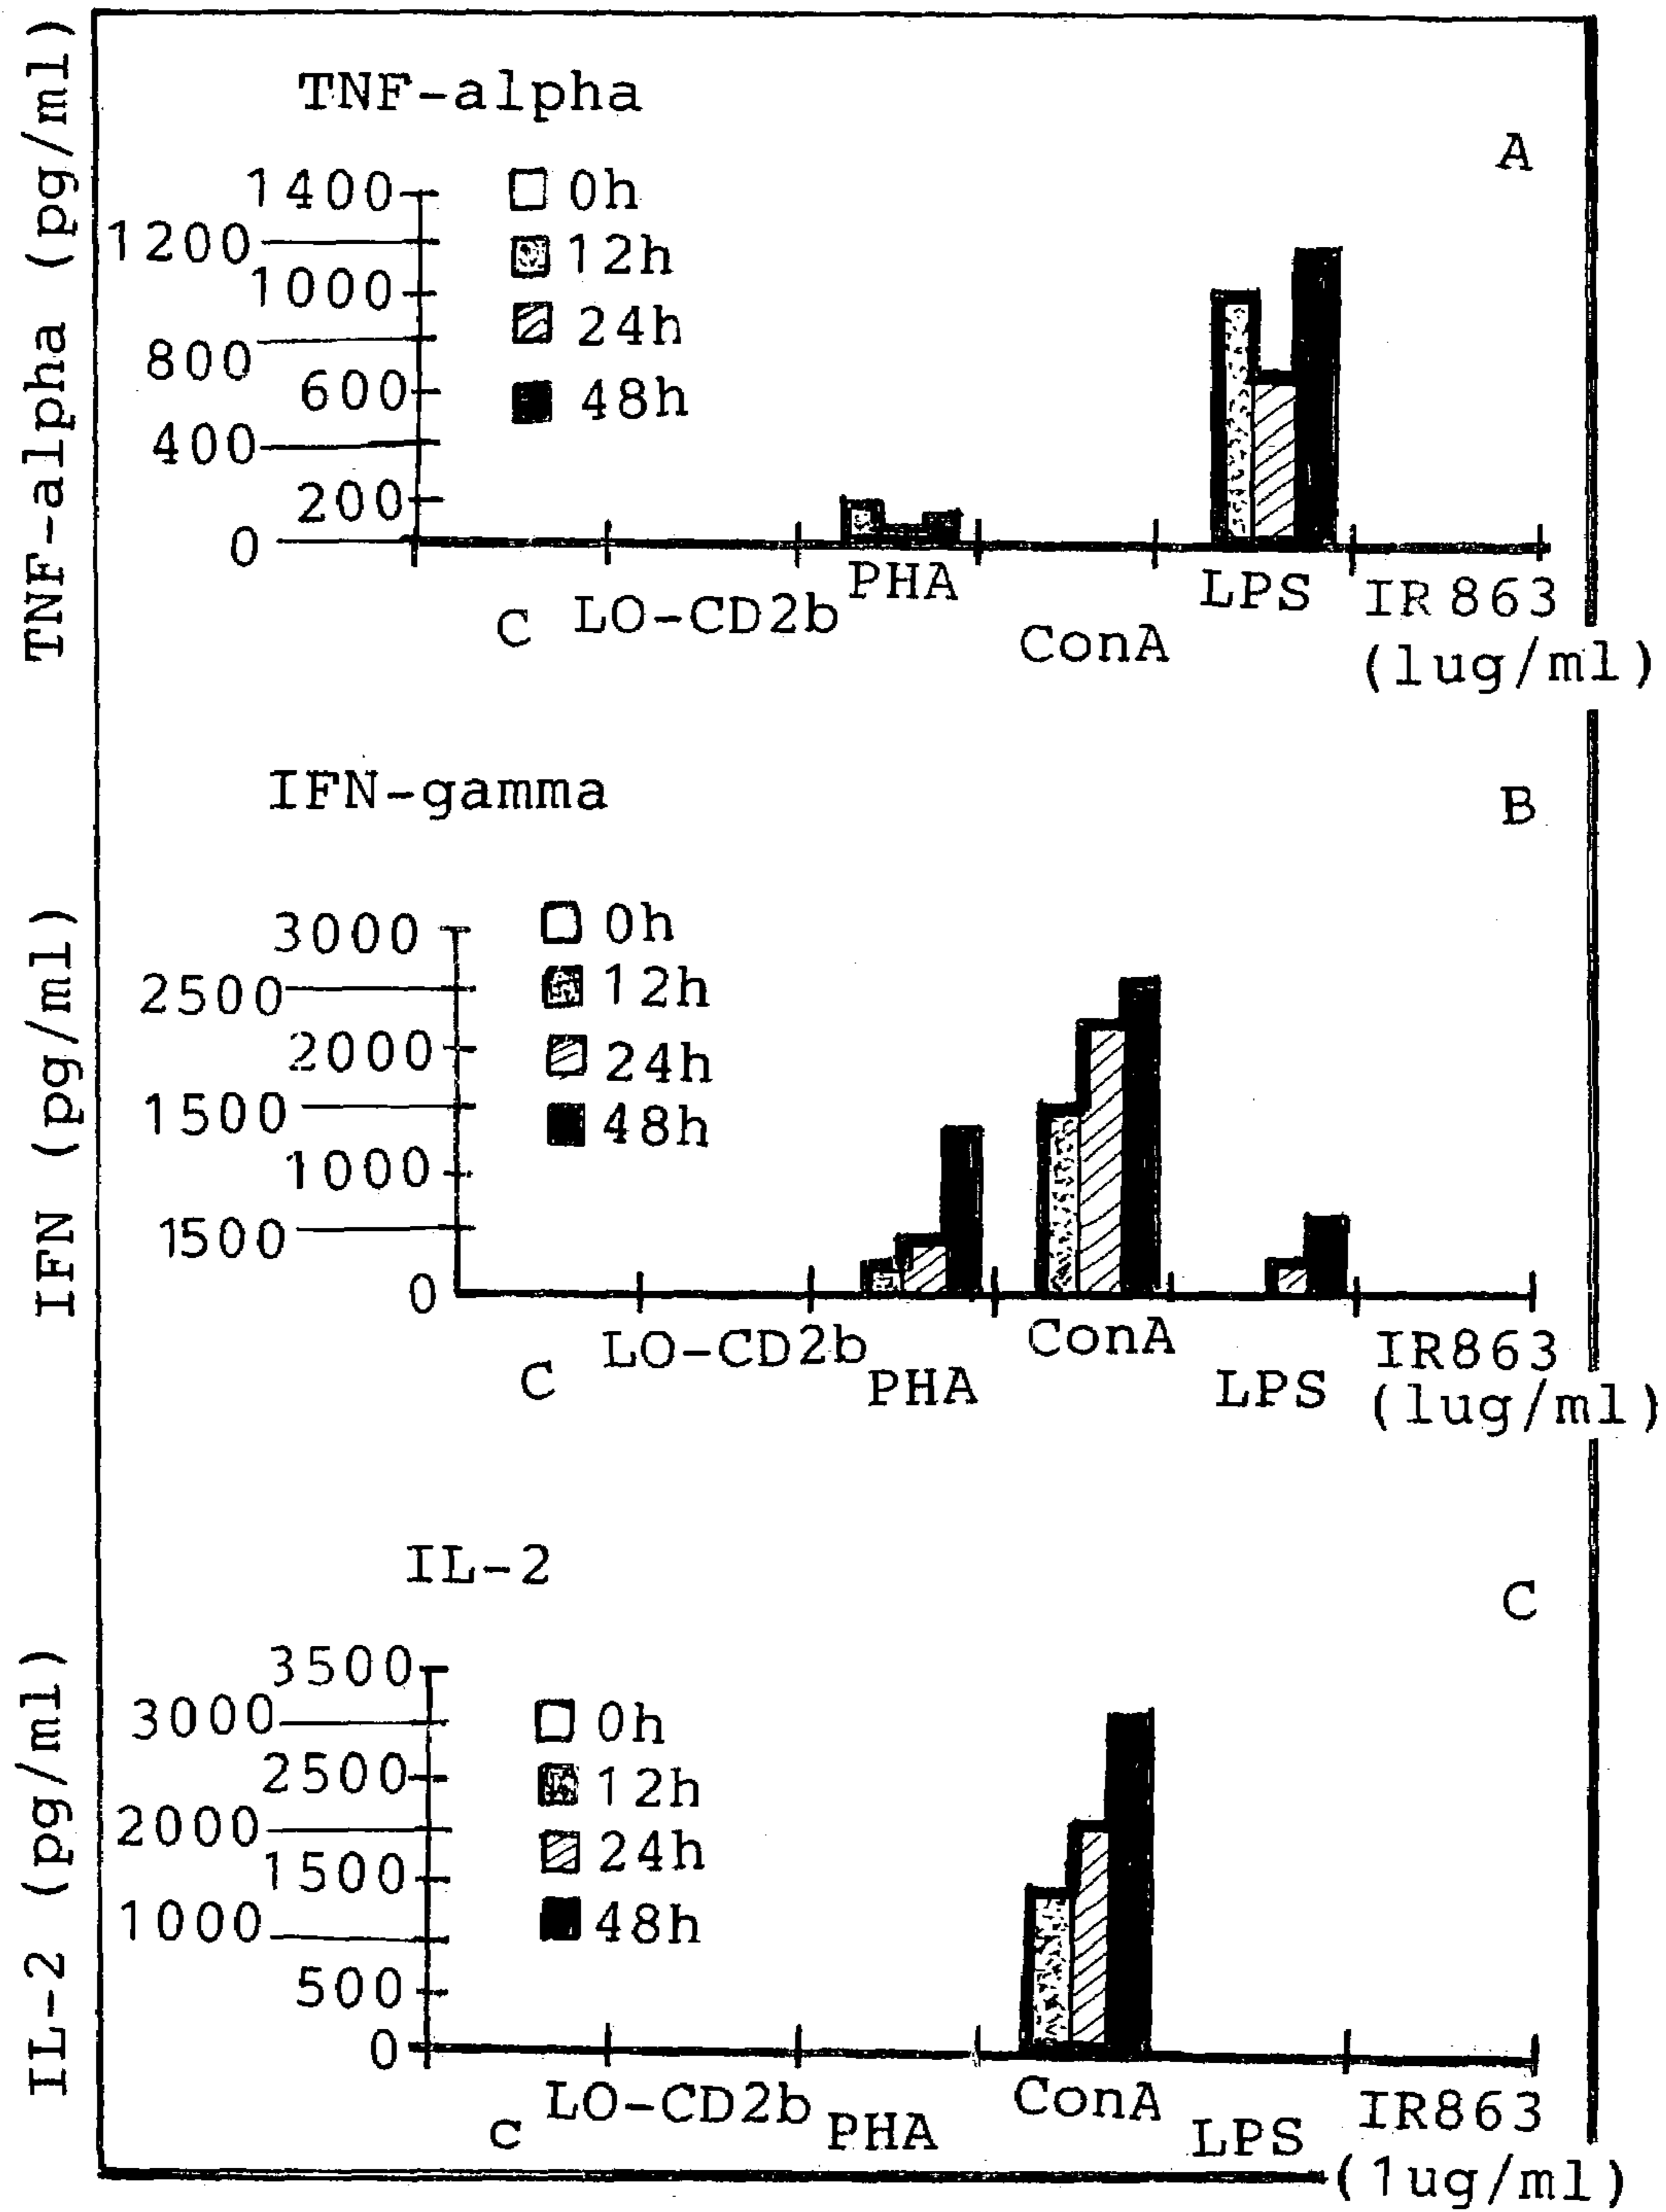 TNF-alpha (pg/ml)
TNF-alpha
A
1400
1200
1000
800
600
400
200
0
0h
12h
24h
48h
C LO-CD2b PHA ConA LPS IR 863
(lug/ml)
IFN (pg/ml)
IFN-gamma
B
3000
2500
2000
1500
1000
1500
0
0h
12h
24h
48h
C LO-CD2b PHA ConA LPS IR863
(lug/ml)
IL-2 (pg/ml)
IL-2
C
3500
3000
2500
2000
1500
1000
500
0
0h
12h
24h
48h
c LO-CD2b PHA ConA LPS IR863
(1ug/ml)